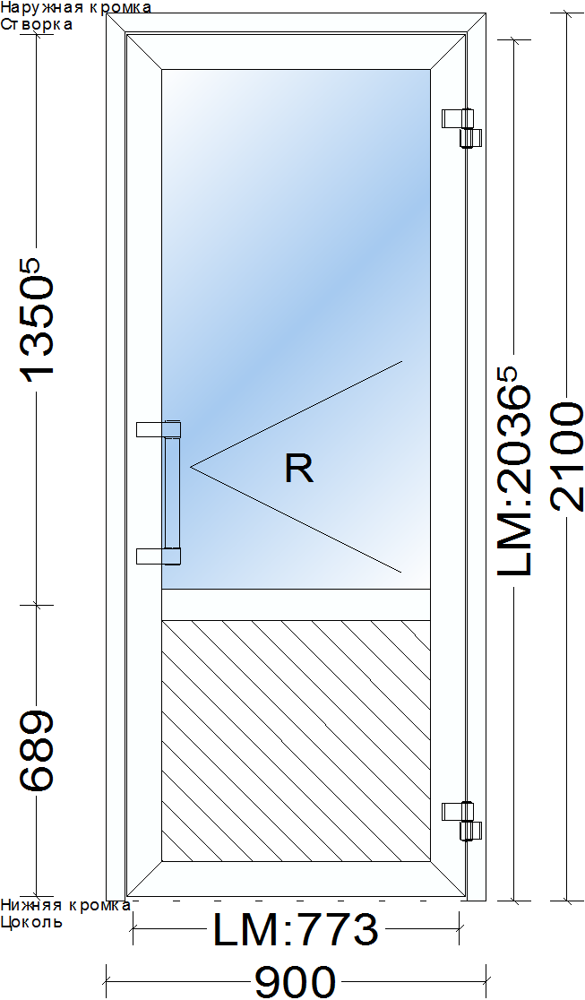 Наружная кромка
Створка
1350⁵
LM:2036⁵
2100
R
689
Нижняя кромка
Цоколь
LM:773
900